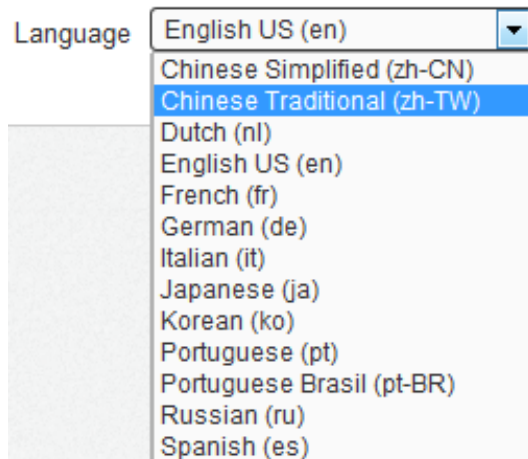 Language English US (en)
Chinese Simplified (zh-CN)
Chinese Traditional (zh-TW)
Dutch (nl)
English US (en)
French (fr)
German (de)
Italian (it)
Japanese (ja)
Korean (ko)
Portuguese (pt)
Portuguese Brasil (pt-BR)
Russian (ru)
Spanish (es)